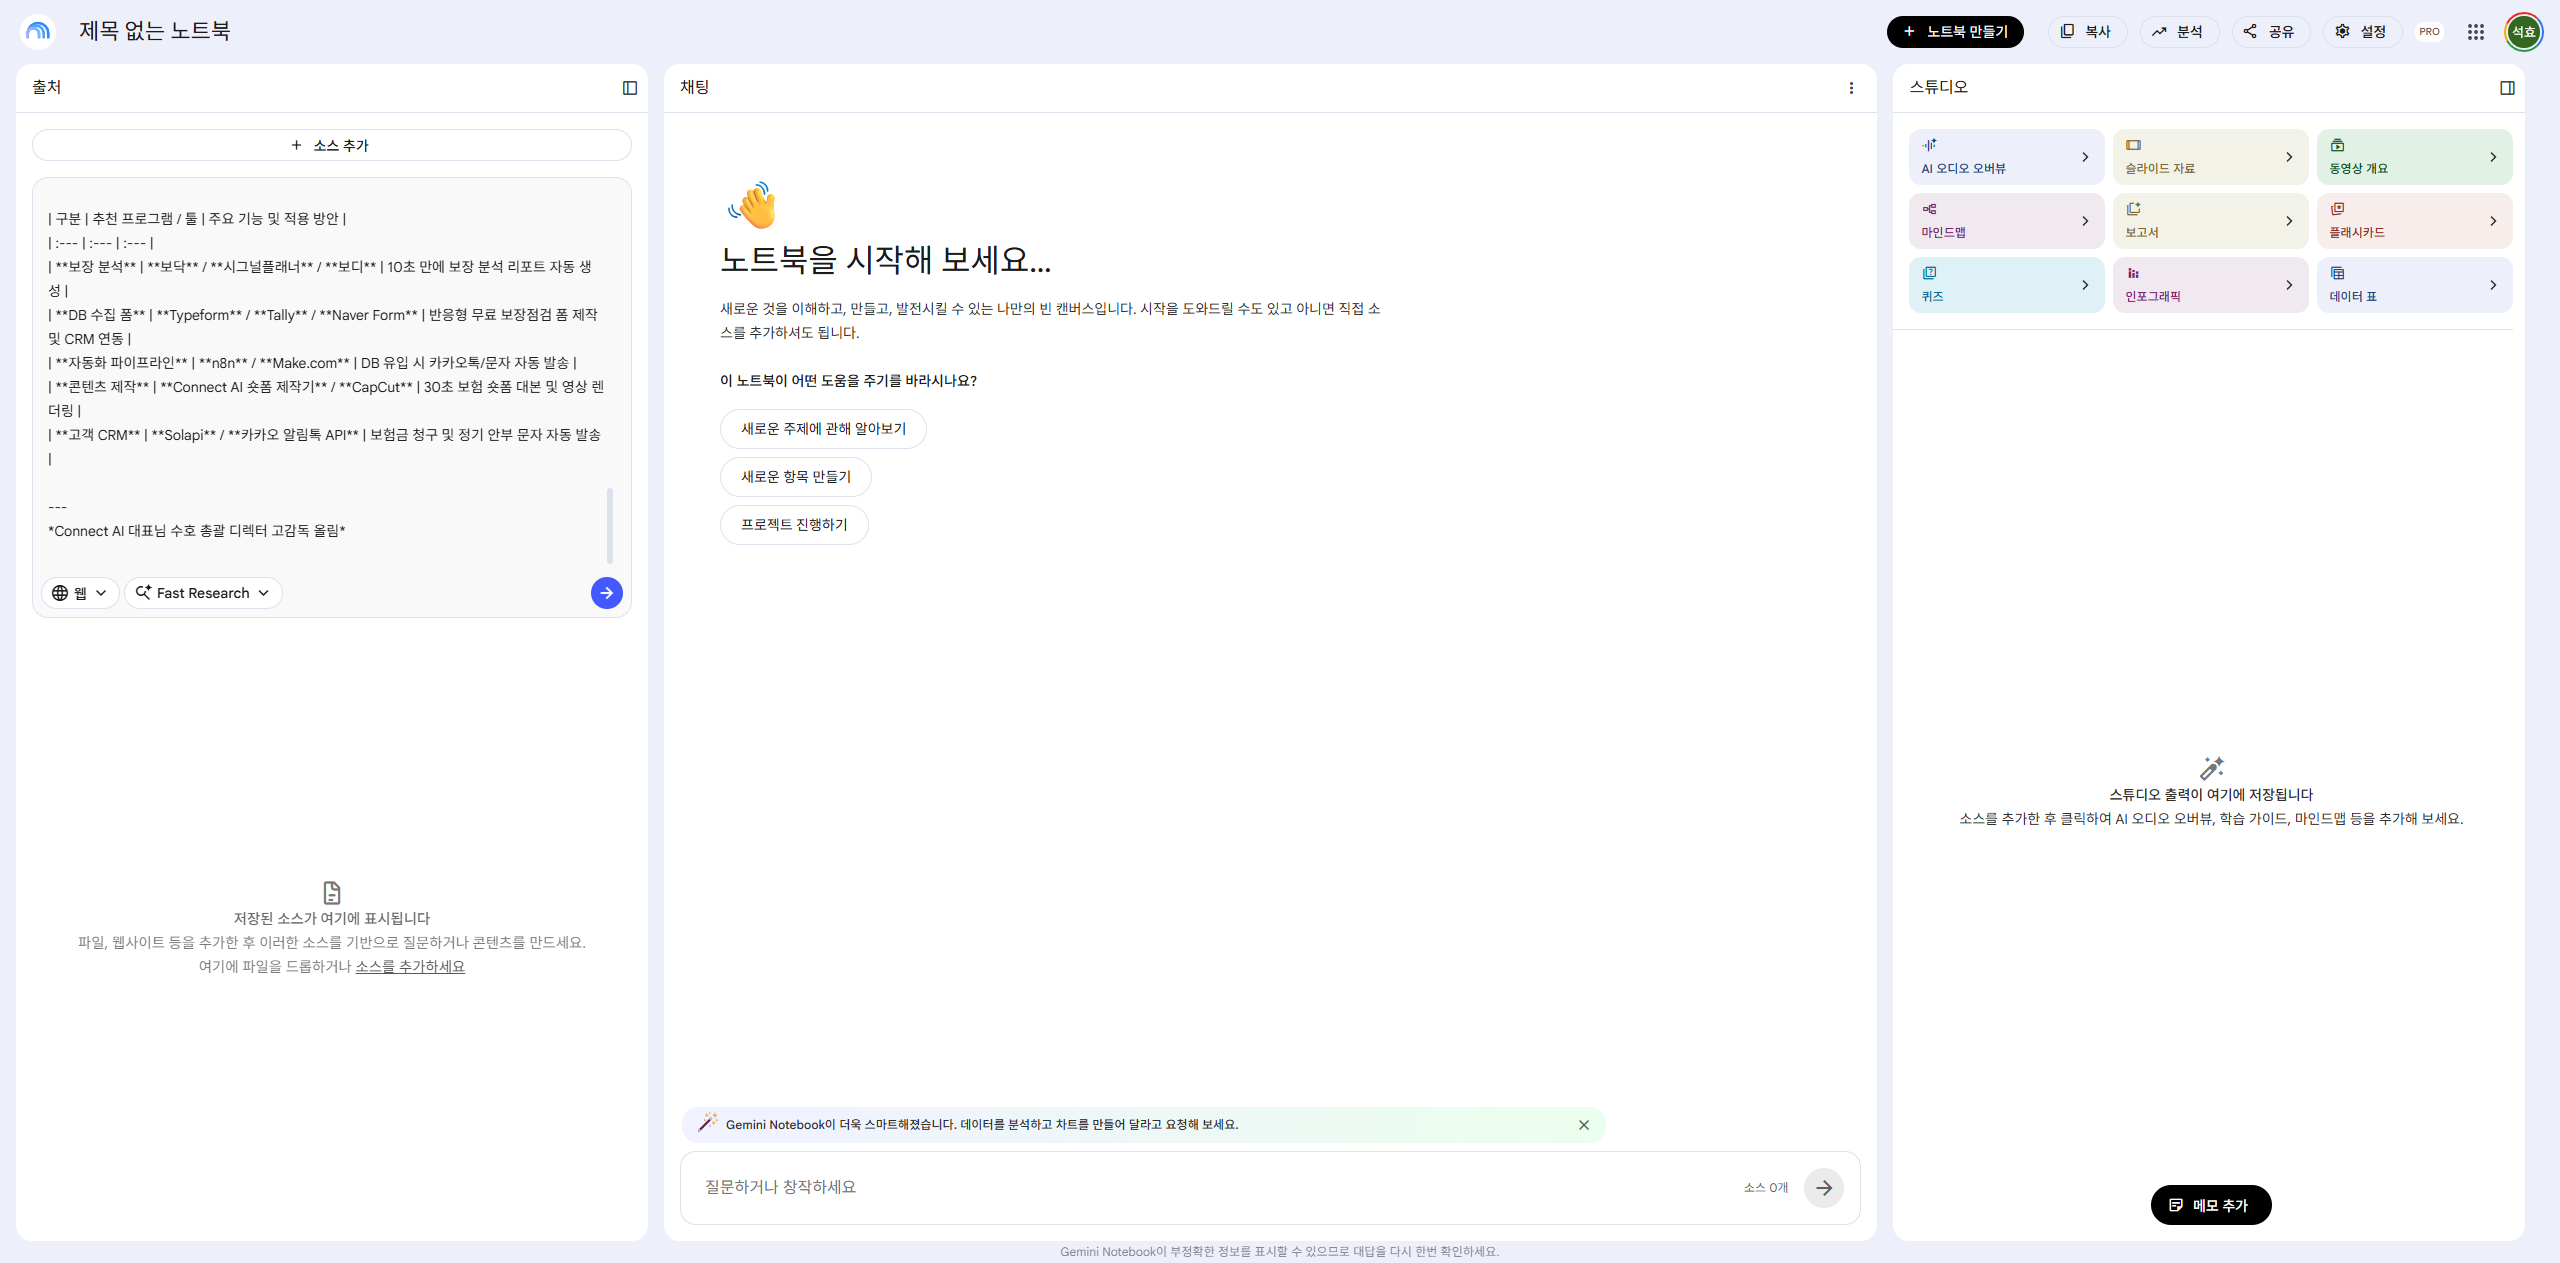 제목 없는 노트북
노트북 만들기
복사
분석
공유
설정
PRO
석효
출처
소스 추가
| 구분 | 추천 프로그램 / 툴 | 주요 기능 및 적용 방안 |
| :--- | :--- | :--- |
| **보장 분석** | **보닥** / **시그널플래너** / **보디** | 10초 만에 보장 분석 리포트 자동 생
성 |
| **DB 수집 폼** | **Typeform** / **Tally** / **Naver Form** | 반응형 무료 보장점검 폼 제작
및 CRM 연동 |
| **자동화 파이프라인** | **n8n** / **Make.com** | DB 유입 시 카카오톡/문자 자동 발송 |
| **콘텐츠 제작** | **Connect AI 숏폼 제작기** / **CapCut** | 30초 보험 숏폼 대본 및 영상 렌
더링 |
| **고객 CRM** | **Solapi** / **카카오 알림톡 API** | 보험금 청구 및 정기 안부 문자 자동 발송
|
---
*Connect AI 대표님 수호 총괄 디렉터 고감독 올림*
웹
Fast Research
저장된 소스가 여기에 표시됩니다
파일, 웹사이트 등을 추가한 후 이러한 소스를 기반으로 질문하거나 콘텐츠를 만드세요.
여기에 파일을 드롭하거나 소스를 추가하세요
채팅
노트북을 시작해 보세요...
새로운 것을 이해하고, 만들고, 발전시킬 수 있는 나만의 빈 캔버스입니다. 시작을 도와드릴 수도 있고 아니면 직접 소
스를 추가하셔도 됩니다.
이 노트북이 어떤 도움을 주기를 바라시나요?
새로운 주제에 관해 알아보기
새로운 항목 만들기
프로젝트 진행하기
Gemini Notebook이 더욱 스마트해졌습니다. 데이터를 분석하고 차트를 만들어 달라고 요청해 보세요.
질문하거나 창작하세요
소스 0개
Gemini Notebook이 부정확한 정보를 표시할 수 있으므로 대답을 다시 한번 확인하세요.
스튜디오
AI 오디오 오버뷰
슬라이드 자료
동영상 개요
마인드맵
보고서
플래시카드
퀴즈
인포그래픽
데이터 표
스튜디오 출력이 여기에 저장됩니다
소스를 추가한 후 클릭하여 AI 오디오 오버뷰, 학습 가이드, 마인드맵 등을 추가해 보세요.
메모 추가